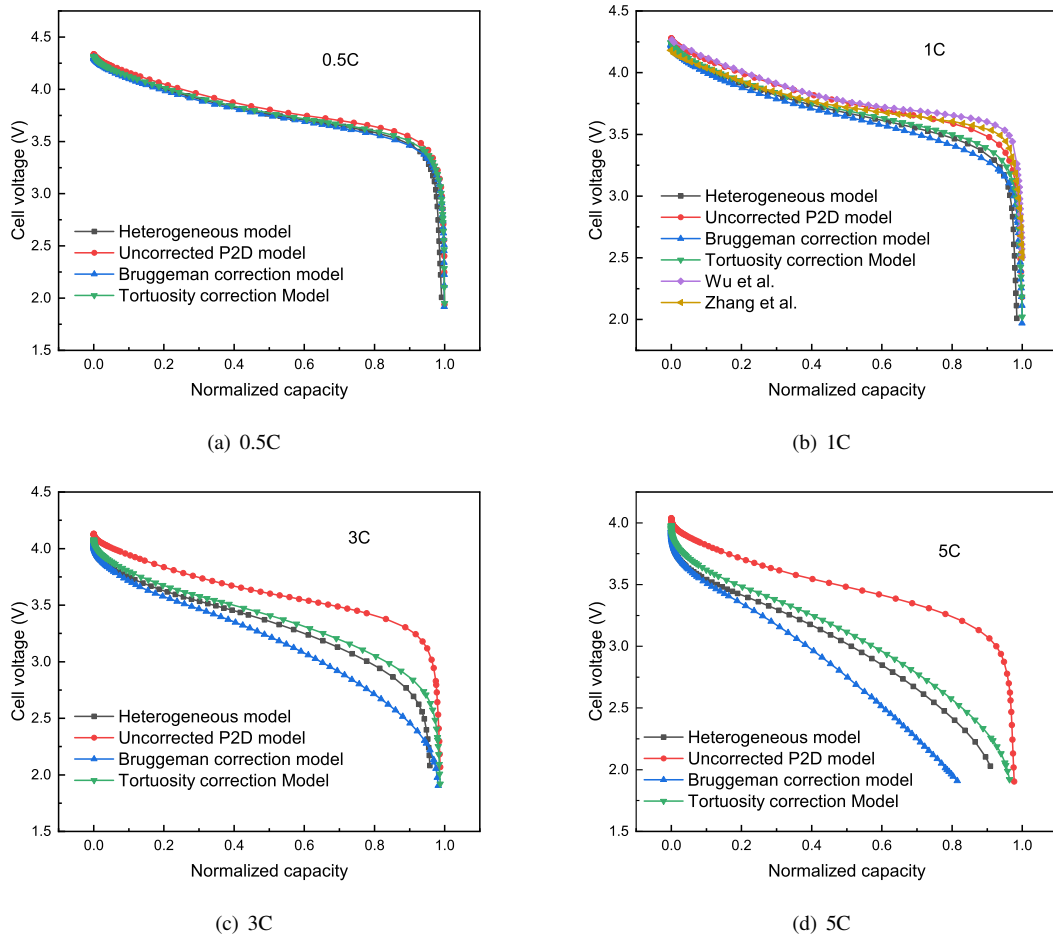 4.5
4.0
3.5
3.0
2.5
2.0
1.5
Cell voltage (V)
0.5C
Heterogeneous model
Uncorrected P2D model
Bruggeman correction model
Tortuosity correction Model
0.0 0.2 0.4 0.6 0.8 1.0
Normalized capacity
(a) 0.5C
4.5
4.0
3.5
3.0
2.5
2.0
Cell voltage (V)
1C
Heterogeneous model
Uncorrected P2D model
Bruggeman correction model
Tortuosity correction Model
Wu et al.
Zhang et al.
0.0 0.2 0.4 0.6 0.8 1.0
Normalized capacity
(b) 1C
4.5
4.0
3.5
3.0
2.5
2.0
1.5
Cell voltage (V)
3C
Heterogeneous model
Uncorrected P2D model
Bruggeman correction model
Tortuosity correction Model
0.0 0.2 0.4 0.6 0.8 1.0
Normalized capacity
(c) 3C
4.0
3.5
3.0
2.5
2.0
1.5
Cell voltage (V)
5C
Heterogeneous model
Uncorrected P2D model
Bruggeman correction model
Tortuosity correction Model
0.0 0.2 0.4 0.6 0.8 1.0
Normalized capacity
(d) 5C